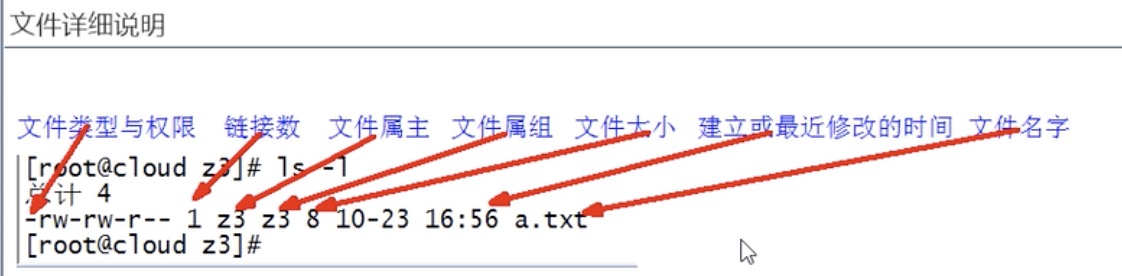 文件详细说明
文件类型与权限 链接数 文件属主 文件属组 文件大小 建立或最近修改的时间 文件名字
[root@cloud z3]# ls -l
总计 4
-rw-rw-r-- 1 z3 z3 8 10-23 16:56 a.txt
[root@cloud z3]#